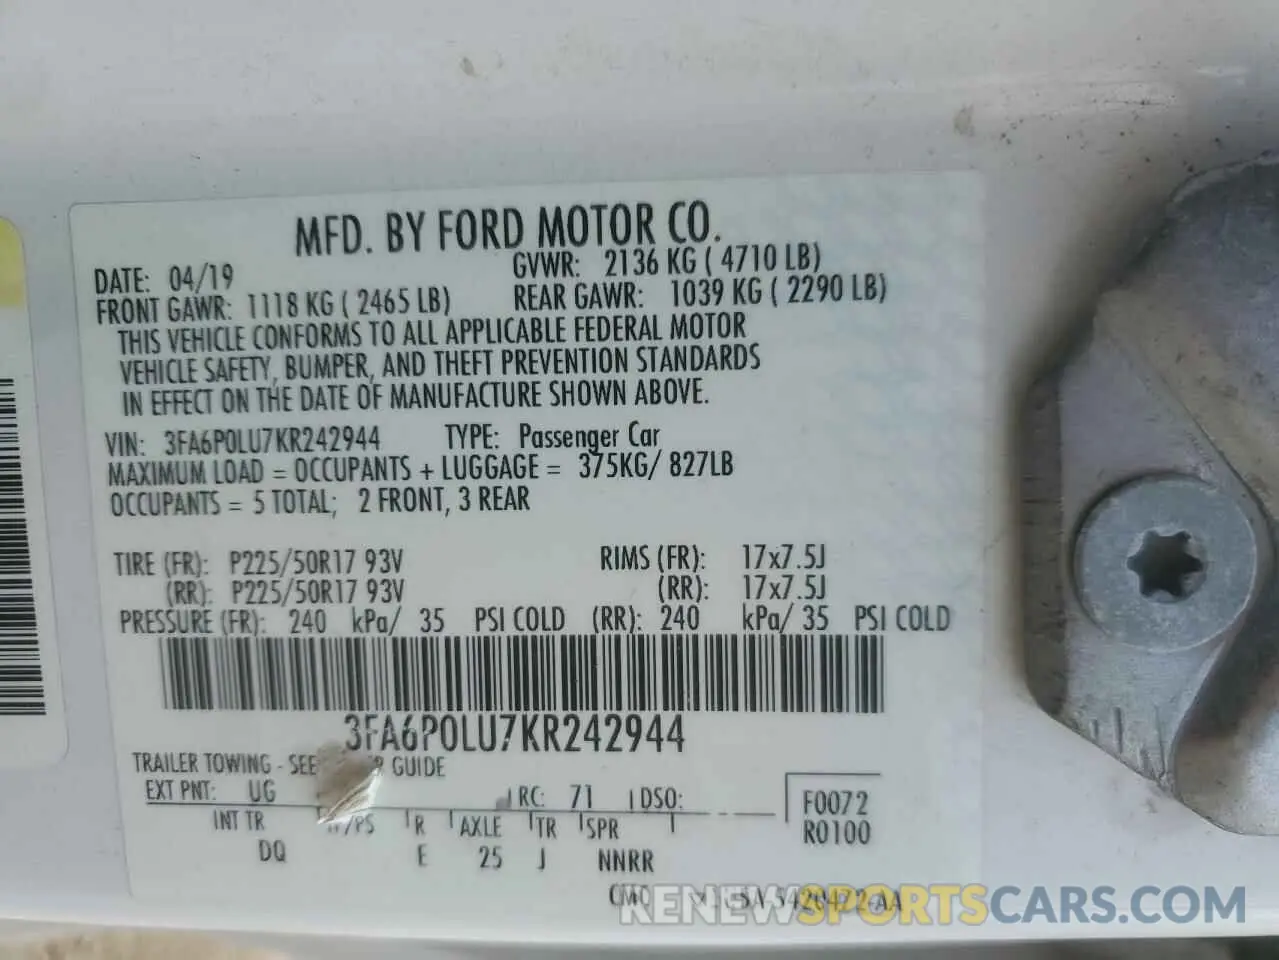 MFD. BY FORD MOTOR CO.
DATE: 04/19 GVWR: 2136 KG ( 4710 LB)
FRONT GAWR: 1118 KG ( 2465 LB) REAR GAWR: 1039 KG ( 2290 LB)
THIS VEHICLE CONFORMS TO ALL APPLICABLE FEDERAL MOTOR
VEHICLE SAFETY, BUMPER, AND THEFT PREVENTION STANDARDS
IN EFFECT ON THE DATE OF MANUFACTURE SHOWN ABOVE.
VIN: 3FA6P0LU7KR242944 TYPE: Passenger Car
MAXIMUM LOAD = OCCUPANTS + LUGGAGE = 375KG/ 827LB
OCCUPANTS = 5 TOTAL; 2 FRONT, 3 REAR
TIRE (FR): P225/50R17 93V RIMS (FR): 17x7.5J
(RR): P225/50R17 93V (RR): 17x7.5J
PRESSURE (FR): 240 kPa/ 35 PSI COLD (RR): 240 kPa/ 35 PSI COLD
3FA6P0LU7KR242944
TRAILER TOWING - SEE GUIDE
EXT PNT: UG RC: 71 DSO:
F0072
INT TR /PS R AXLE TR SPR
R0100
DQ E 25 J NNRR
RENEWSPORTSCARS.COM